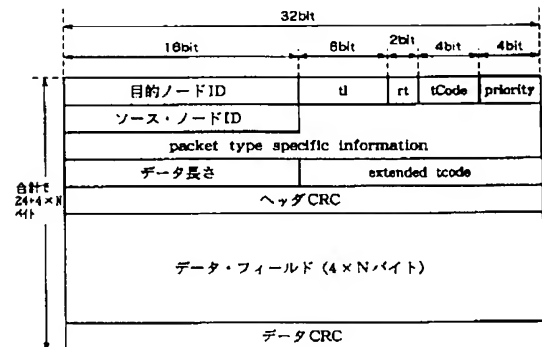 32bit
16bit 6bit 2bit 4bit 4bit
目的ノードID tl rt tCode priority
ソース・ノードID
packet type specific information
データ長さ extended tcode
合計で
24+4×N
バイト
ヘッダCRC
データ・フィールド (4×Nバイト)
データCRC